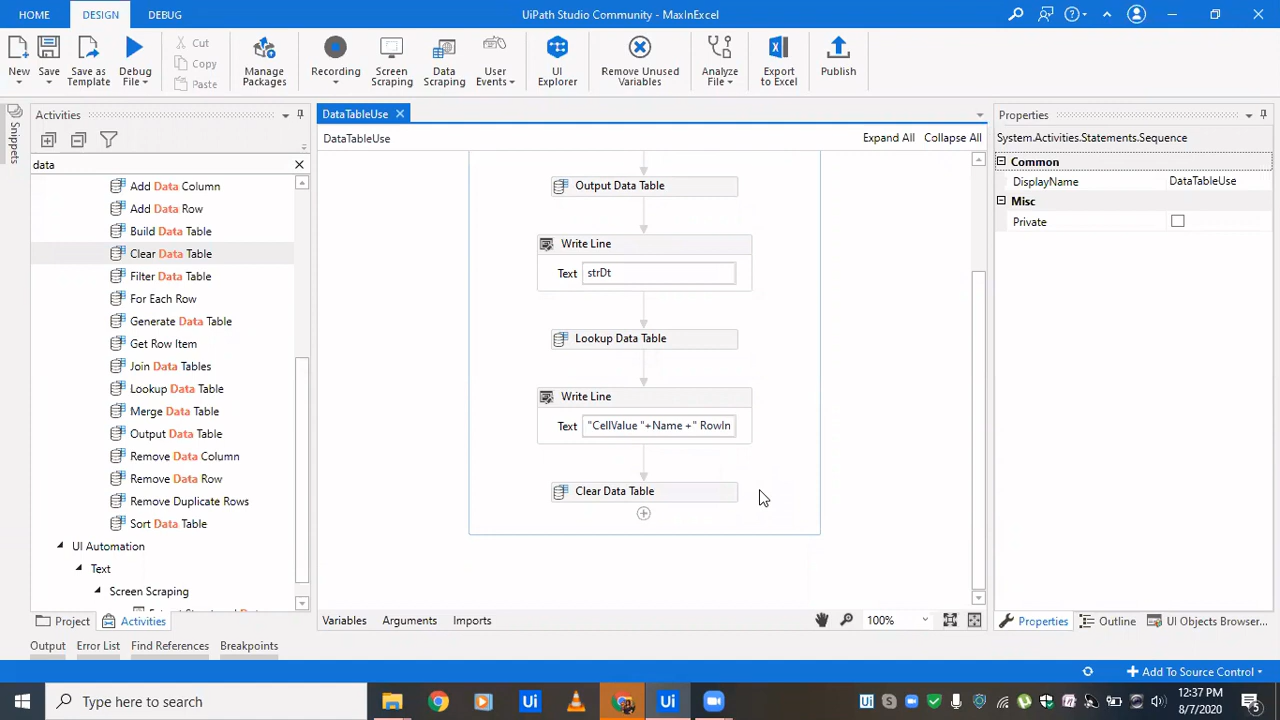 HOME DESIGN DEBUG UiPath Studio Community - MaxInExcel
New Save Save as Template Debug File Cut Copy Paste Manage Packages Recording Screen Scraping Data Scraping User Events UI Explorer Remove Unused Variables Analyze File Export to Excel Publish
Snippets
Activities
data
Add Data Column
Add Data Row
Build Data Table
Clear Data Table
Filter Data Table
For Each Row
Generate Data Table
Get Row Item
Join Data Tables
Lookup Data Table
Merge Data Table
Output Data Table
Remove Data Column
Remove Data Row
Remove Duplicate Rows
Sort Data Table
UI Automation
Text
Screen Scraping
Project Activities
DataTableUse
DataTableUse Expand All Collapse All
Output Data Table
Write Line
Text strDt
Lookup Data Table
Write Line
Text "CellValue "+Name +" RowIn
Clear Data Table
Variables Arguments Imports 100%
Properties
System.Activities.Statements.Sequence
Common
DisplayName DataTableUse
Misc
Private
Properties Outline UI Objects Browser...
Output Error List Find References Breakpoints
Add To Source Control
Type here to search
12:37 PM
8/7/2020
5